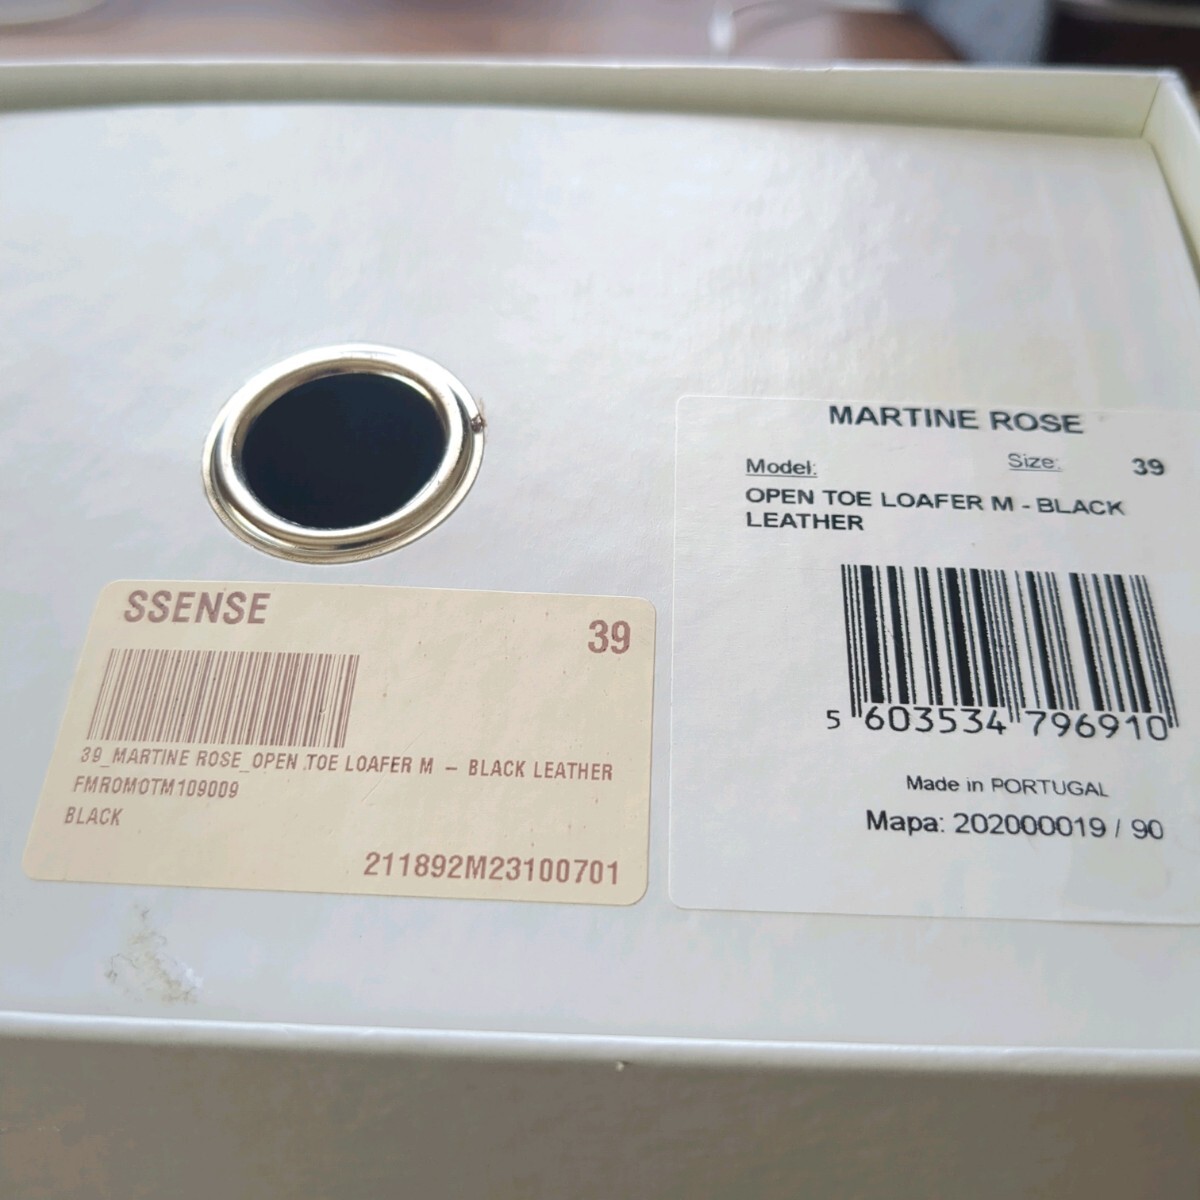 SSENSE
39
39_MARTINE ROSE_OPEN TOE LOAFER M – BLACK LEATHER
FMROMOTM109009
BLACK
211892M23100701
MARTINE ROSE
Model: Size: 39
OPEN TOE LOAFER M - BLACK
LEATHER
5 603534 796910
Made in PORTUGAL
Mapa: 202000019 / 90